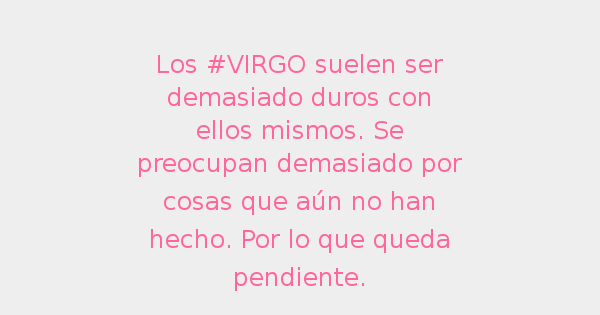 Los #VIRGO suelen ser
demasiado duros con
ellos mismos. Se
preocupan demasiado por
cosas que aún no han
hecho. Por lo que queda
pendiente.